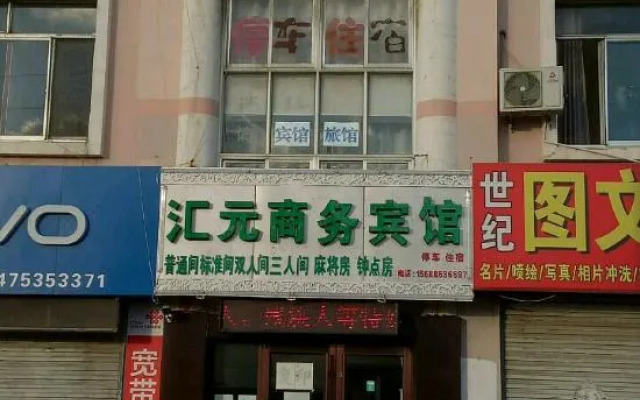 停车住宿
宾馆 旅馆
汇元商务宾馆
普通间标准间双人间三人间 麻将房 钟点房
停车 住宿
VO
475353371
世纪
图文
名片/喷绘/写真/相片冲洗/
宽带